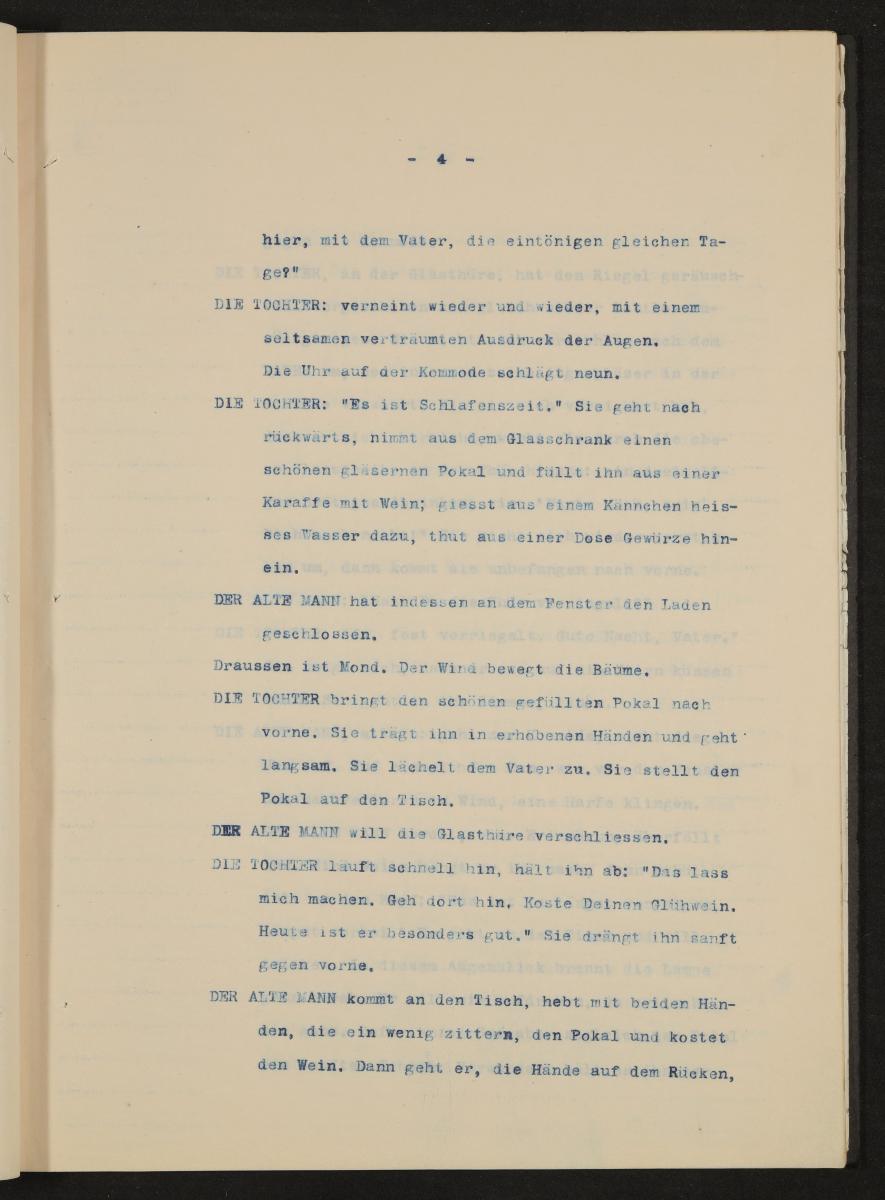 - 4 -
hier, mit dem Vater, die eintönigen gleichen Ta-
ge?"
DIE TOCHTER: verneint wieder und wieder, mit einem
seltsamen verträumten Ausdruck der Augen.
Die Uhr auf der Kommode schlägt neun.
DIE TOCHTER: "Es ist Schlafenszeit." Sie geht nach
rückwärts, nimmt aus dem Glasschrank einen
schönen gläsernen Pokal und füllt ihn aus einer
Karaffe mit Wein; giesst aus einem Kännchen heis-
ses Wasser dazu, thut aus einer Dose Gewürze hin-
ein.
DER ALTE MANN hat indessen an dem Fenster den Laden
geschlossen.
Draussen ist Mond. Der Wind bewegt die Bäume.
DIE TOCHTER bringt den schönen gefüllten Pokal nach
vorne. Sie trägt ihn in erhobenen Händen und geht
langsam. Sie lächelt dem Vater zu. Sie stellt den
Pokal auf den Tisch.
DER ALTE MANN will die Glasthüre verschliessen.
DIE TOCHTER läuft schnell hin, hält ihn ab: "Das lass
mich machen. Geh dort hin. Koste Deinen Glühwein.
Heute ist er besonders gut." Sie drängt ihn sanft
gegen vorne.
DER ALTE MANN kommt an den Tisch, hebt mit beiden Hän-
den, die ein wenig zittern, den Pokal und kostet
den Wein. Dann geht er, die Hände auf dem Rücken,